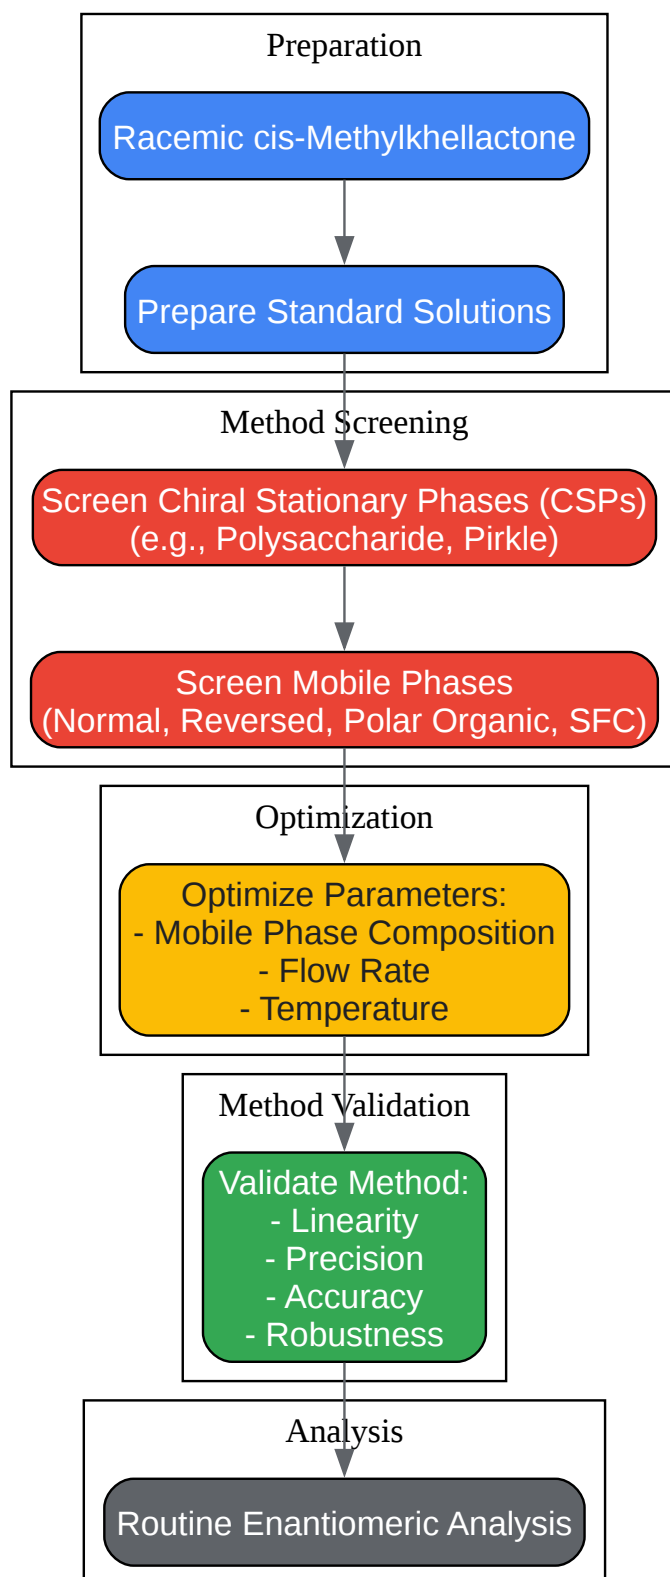 Preparation
Racemic cis-Methylkhellactone
Prepare Standard Solutions
Method Screening
Screen Chiral Stationary Phases (CSPs)
(e.g., Polysaccharide, Pirkle)
Screen Mobile Phases
(Normal, Reversed, Polar Organic, SFC)
Optimization
Optimize Parameters:
- Mobile Phase Composition
- Flow Rate
- Temperature
Method Validation
Validate Method:
- Linearity
- Precision
- Accuracy
- Robustness
Analysis
Routine Enantiomeric Analysis